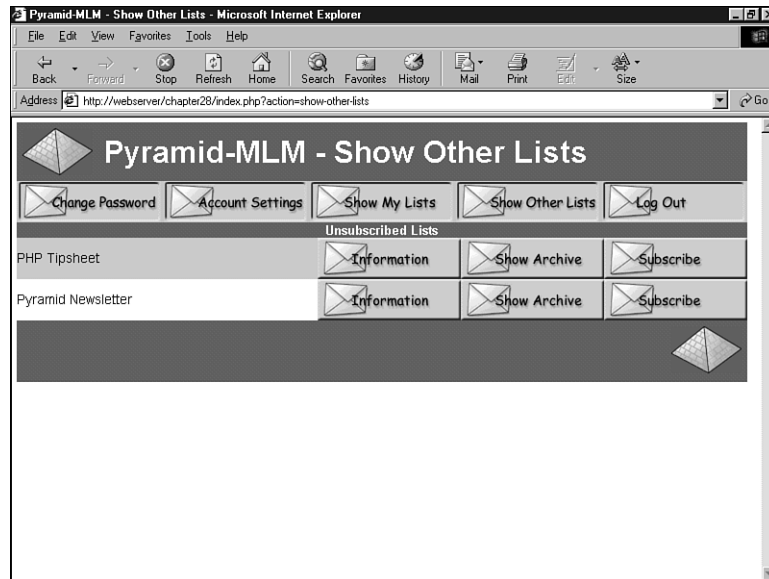 Pyramid-MLM - Show Other Lists - Microsoft Internet Explorer
File Edit View Favorites Tools Help
Back Forward Stop Refresh Home Search Favorites History Mail Print Edit Size
Address http://webserver/chapter28/index.php?action=show-other-lists Go
Pyramid-MLM - Show Other Lists
Change Password Account Settings Show My Lists Show Other Lists Log Out
Unsubscribed Lists
PHP Tipsheet Information Show Archive Subscribe
Pyramid Newsletter Information Show Archive Subscribe